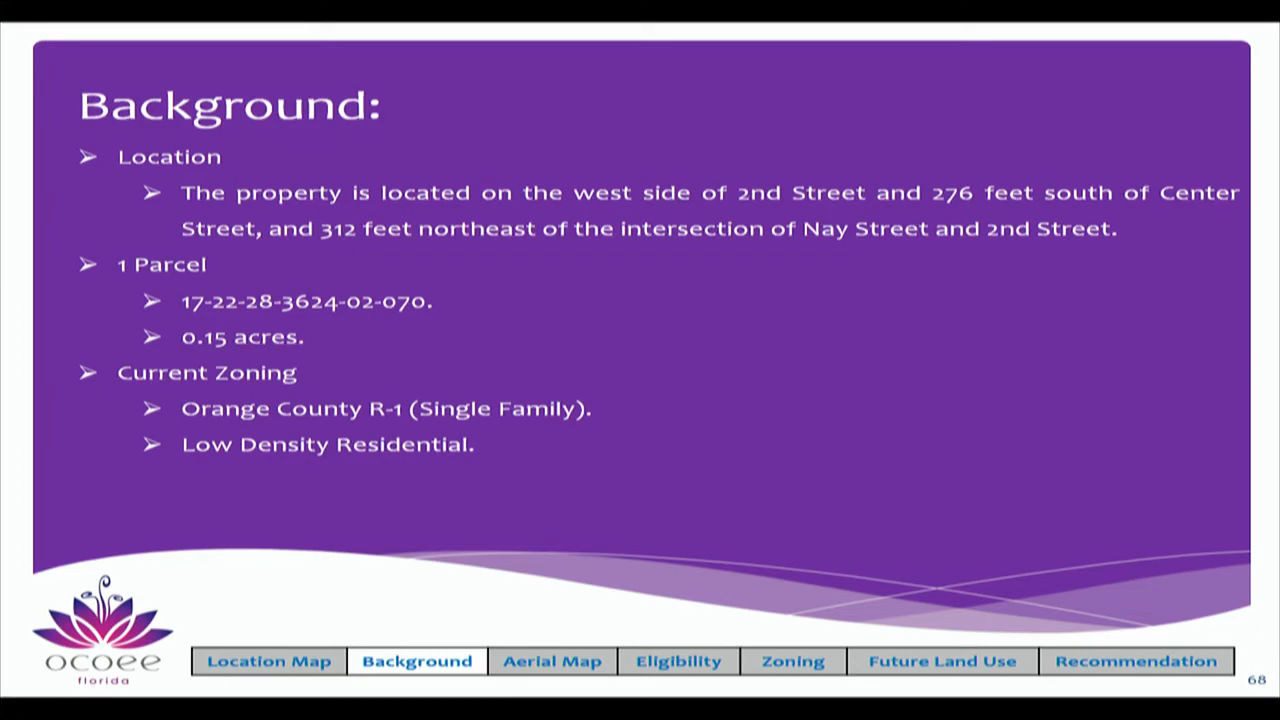 Background:
Location
The property is located on the west side of 2nd Street and 276 feet south of Center
Street, and 312 feet northeast of the intersection of Nay Street and 2nd Street.
1 Parcel
17-22-28-3624-02-070.
0.15 acres.
Current Zoning
Orange County R-1 (Single Family).
Low Density Residential.
ocoee
florida
Location Map
Background
Aerial Map
Eligibility
Zoning
Future Land Use
Recommendation
68